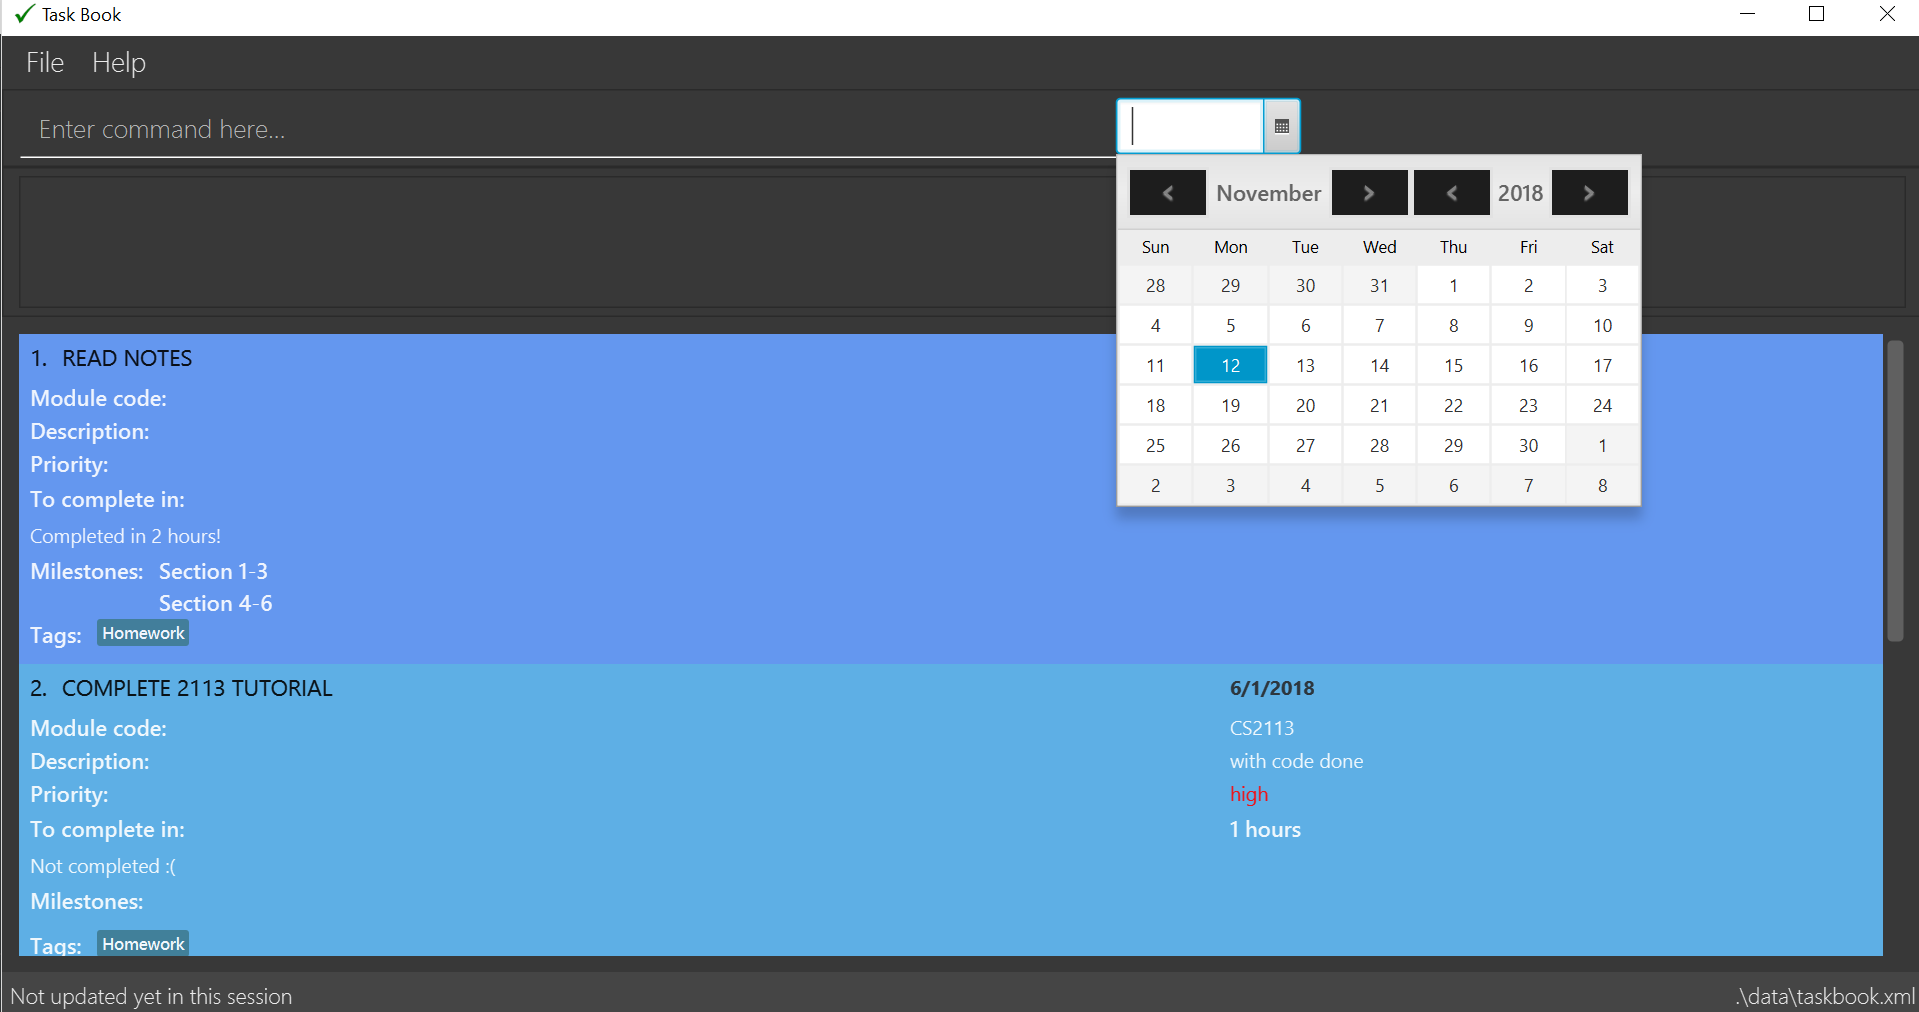 Task Book
File Help
Enter command here...
< November > < 2018 >
Sun Mon Tue Wed Thu Fri Sat
28 29 30 31 1 2 3
4 5 6 7 8 9 10
11 12 13 14 15 16 17
18 19 20 21 22 23 24
25 26 27 28 29 30 1
2 3 4 5 6 7 8
1. READ NOTES
Module code:
Description:
Priority:
To complete in:
Completed in 2 hours!
Milestones: Section 1-3
Section 4-6
Tags: Homework
2. COMPLETE 2113 TUTORIAL 6/1/2018
Module code: CS2113
Description: with code done
Priority: high
To complete in: 1 hours
Not completed :(
Milestones:
Tags: Homework
Not updated yet in this session .\data\taskbook.xml